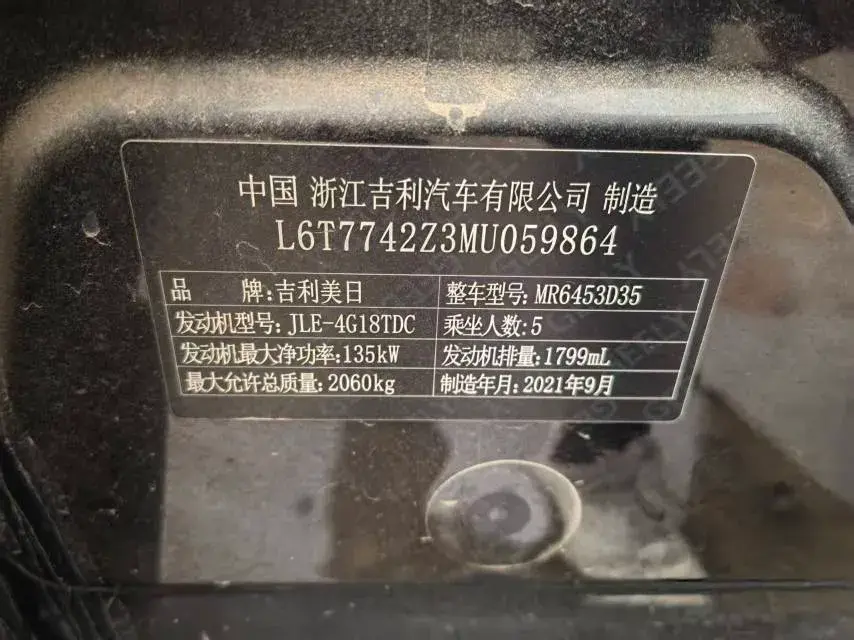 中国 浙江吉利汽车有限公司 制造
L6T7742Z3MU059864
品 牌:吉利美日 整车型号:MR6453D35
发动机型号:JLE-4G18TDC 乘坐人数:5
发动机最大净功率:135kW 发动机排量:1799mL
最大允许总质量:2060kg 制造年月:2021年9月